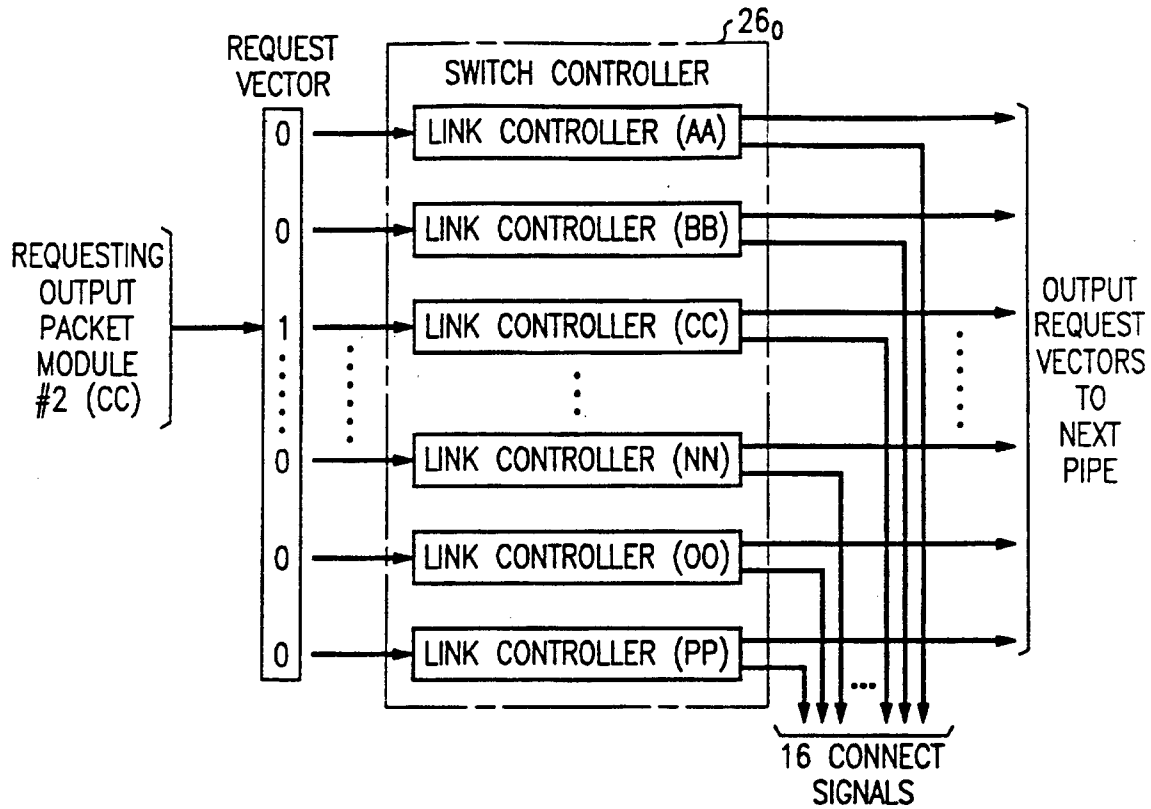 26₀
REQUEST
VECTOR
SWITCH CONTROLLER
0
LINK CONTROLLER (AA)
0
LINK CONTROLLER (BB)
REQUESTING
OUTPUT
PACKET
MODULE
#2 (CC)
1
LINK CONTROLLER (CC)
OUTPUT
REQUEST
VECTORS
TO
NEXT
PIPE
0
LINK CONTROLLER (NN)
0
LINK CONTROLLER (OO)
0
LINK CONTROLLER (PP)
16 CONNECT
SIGNALS